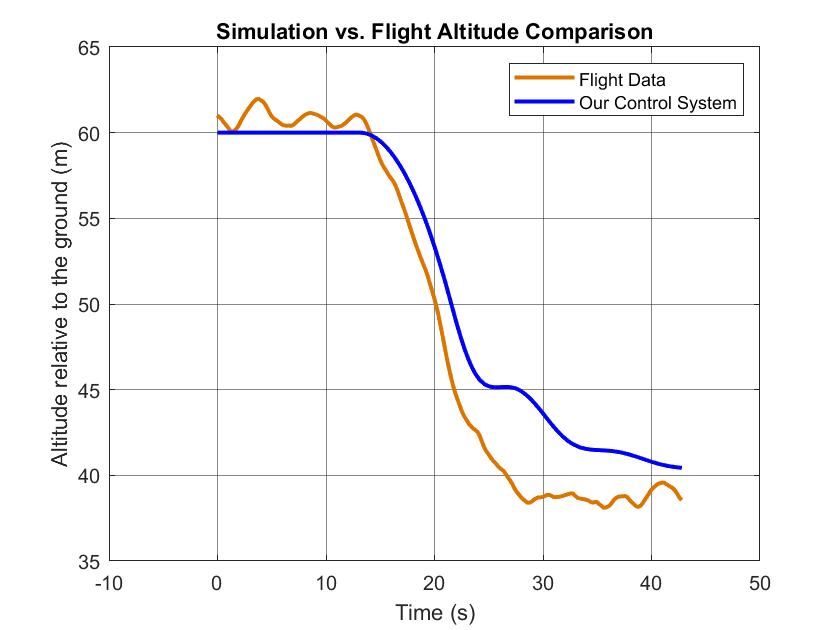 Simulation vs. Flight Altitude Comparison
65
60
55
50
45
40
35
Altitude relative to the ground (m)
Flight Data
Our Control System
-10 0 10 20 30 40 50
Time (s)